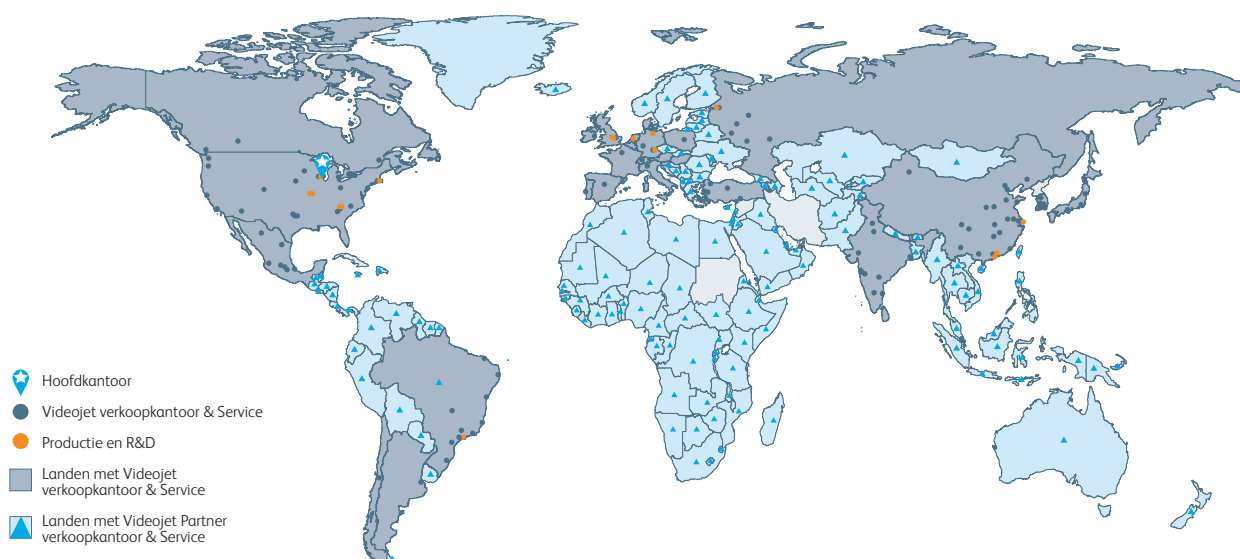 Hoofdkantoor
Videojet verkoopkantoor & Service
Productie en R&D
Landen met Videojet
verkoopkantoor & Service
Landen met Videojet Partner
verkoopkantoor & Service